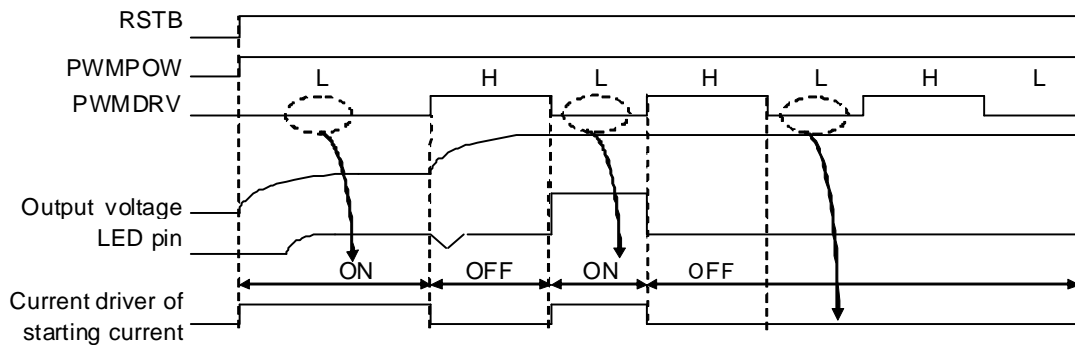 RSTB
PWMPOW
L H L H L H L
PWMDRV
Output voltage
LED pin
ON OFF ON OFF
Current driver of
starting current